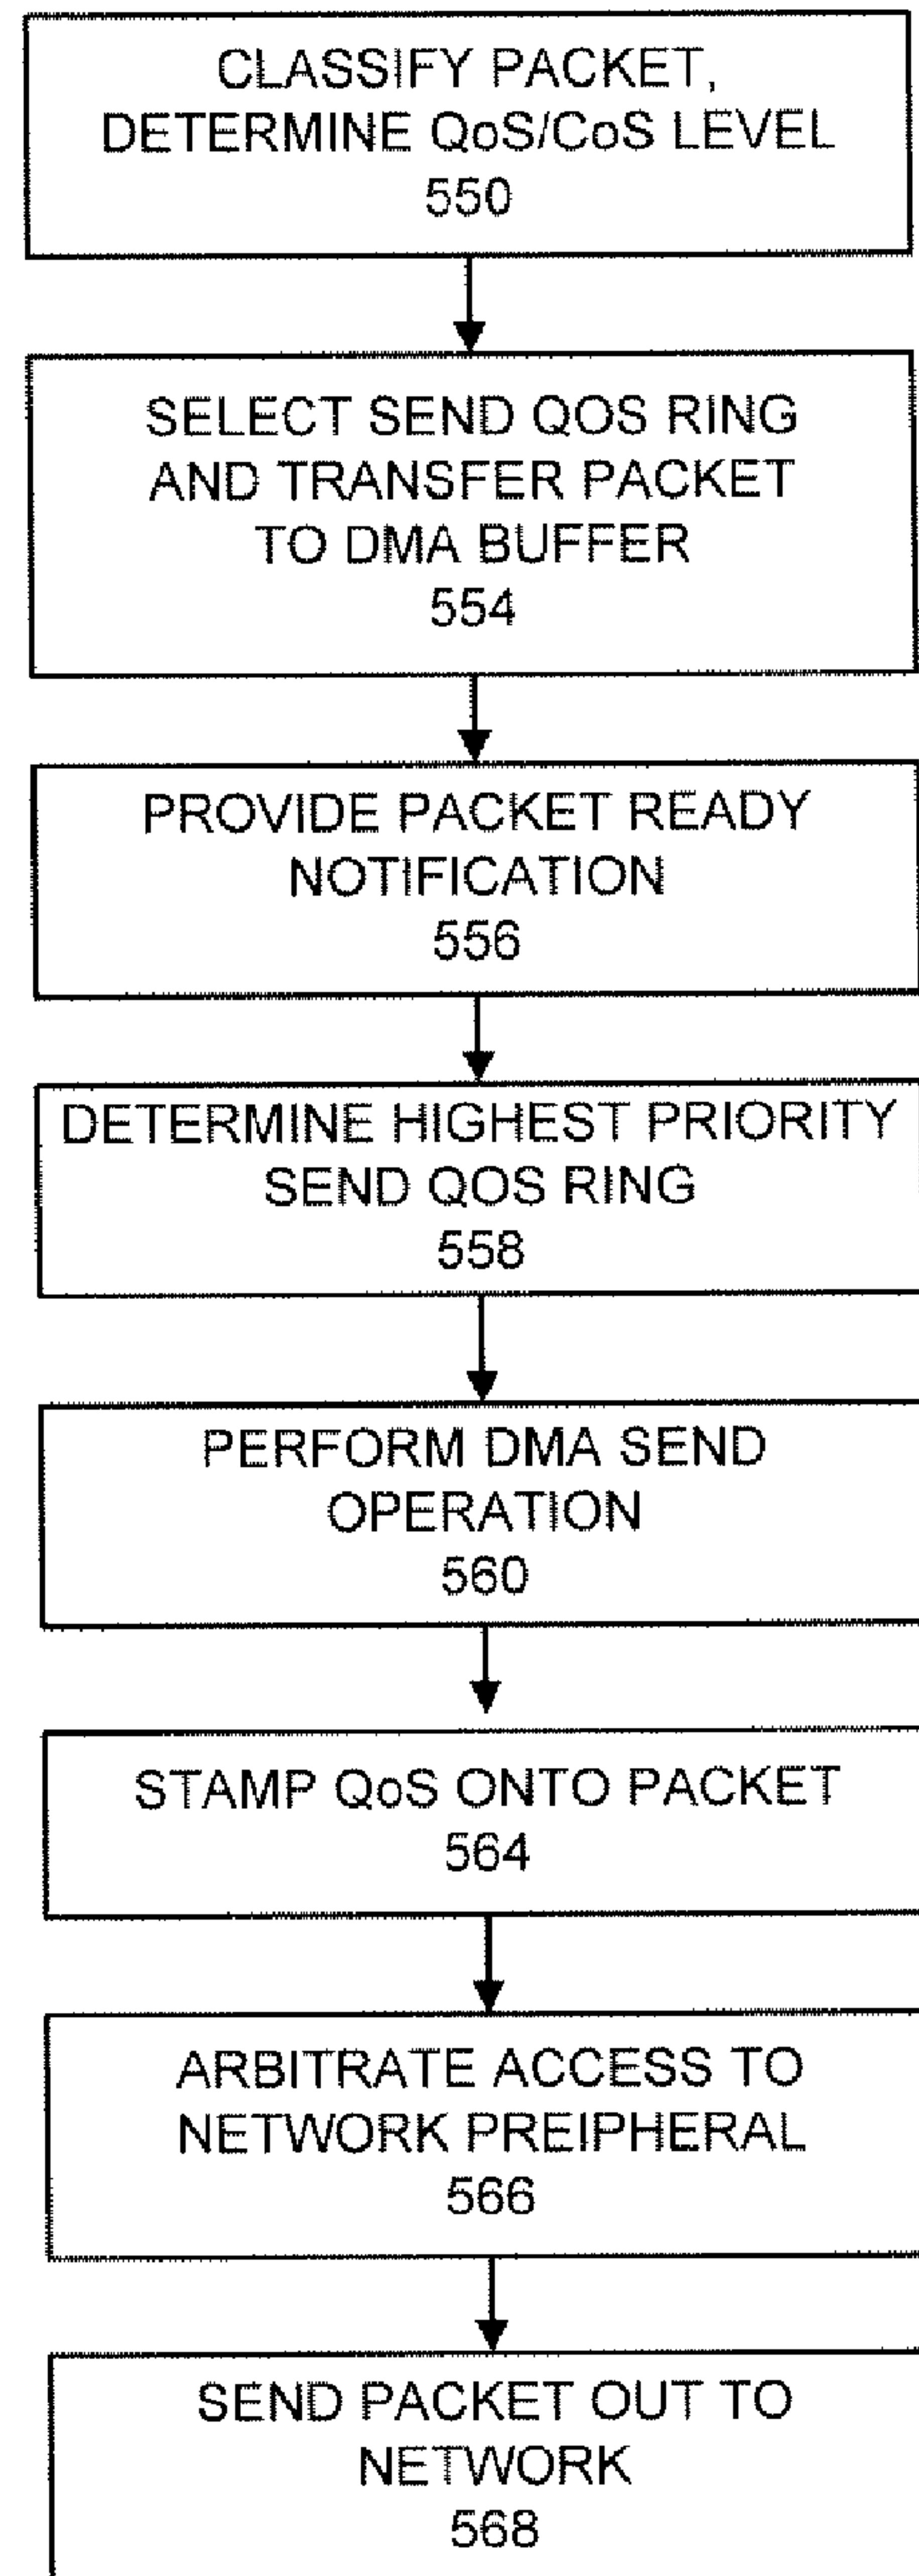 CLASSIFY PACKET,
DETERMINE QoS/CoS LEVEL
550
SELECT SEND QOS RING
AND TRANSFER PACKET
TO DMA BUFFER
554
PROVIDE PACKET READY
NOTIFICATION
556
DETERMINE HIGHEST PRIORITY
SEND QOS RING
558
PERFORM DMA SEND
OPERATION
560
STAMP QoS ONTO PACKET
564
ARBITRATE ACCESS TO
NETWORK PREIPHERAL
566
SEND PACKET OUT TO
NETWORK
568